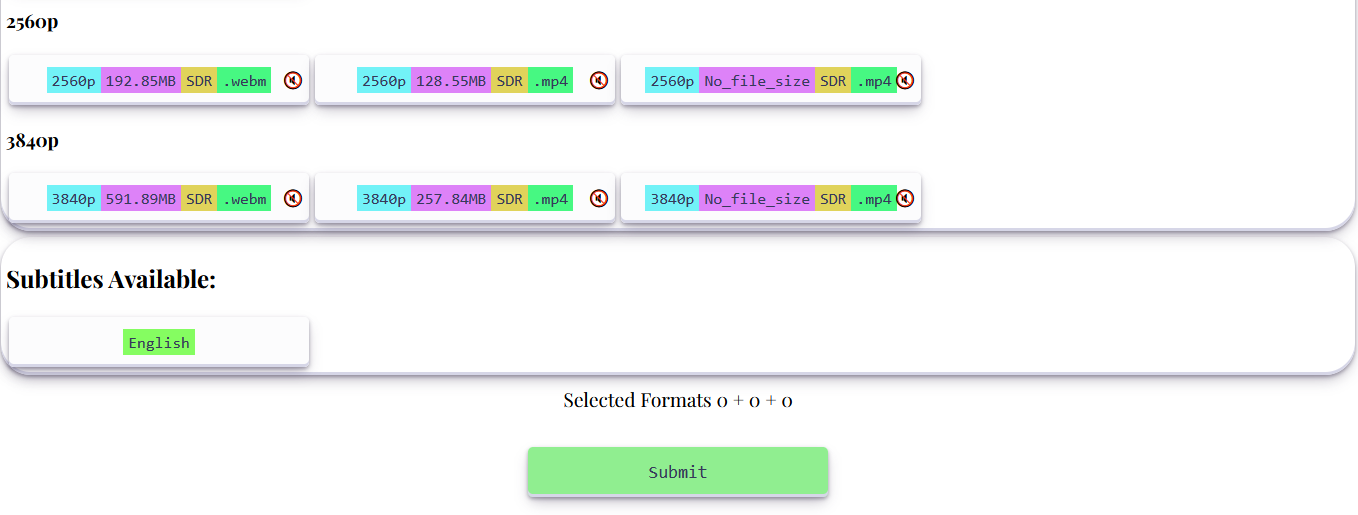 2560p
2560p 192.85MB SDR .webm 2560p 128.55MB SDR .mp4 2560p No_file_size SDR .mp4
3840p
3840p 591.89MB SDR .webm 3840p 257.84MB SDR .mp4 3840p No_file_size SDR .mp4
Subtitles Available:
English
Selected Formats 0 + 0 + 0
Submit